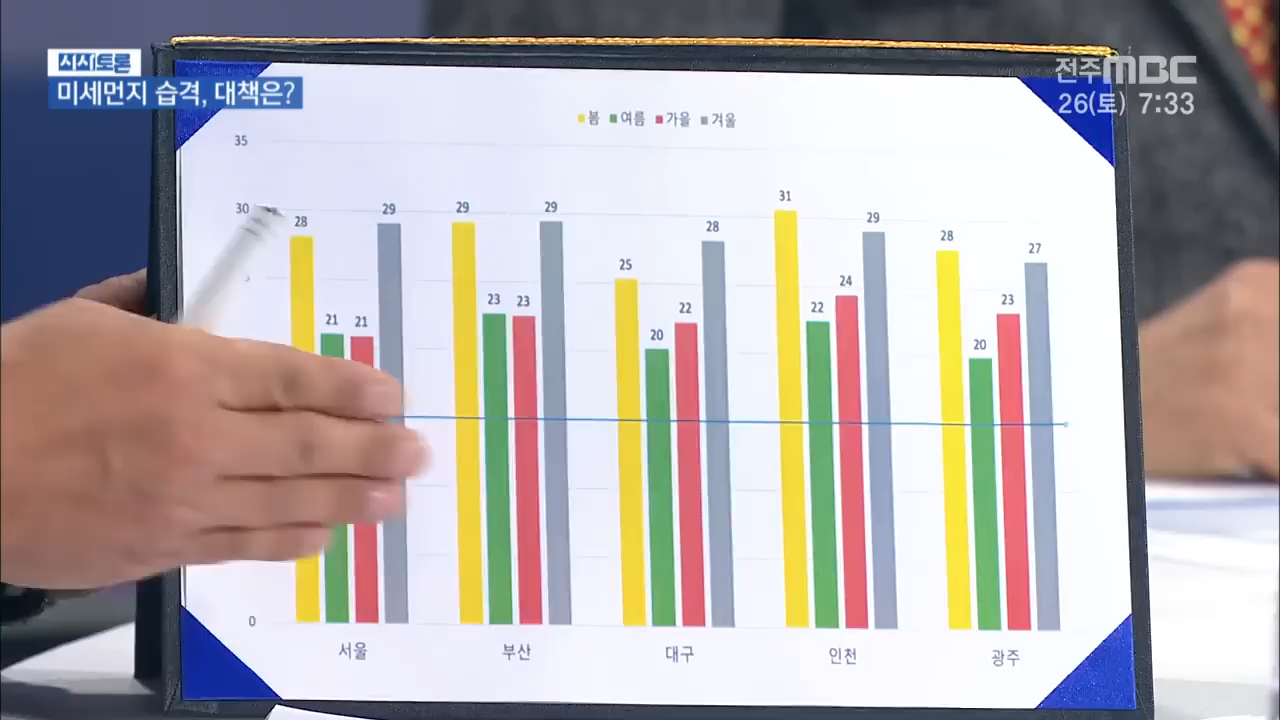 시사토론
미세먼지 습격, 대책은?
전주MBC
26(토) 7:33
봄 여름 가을 겨울
35
30
0
28 21 21 29
29 23 23 29
25 20 22 28
31 22 24 29
28 20 23 27
서울 부산 대구 인천 광주